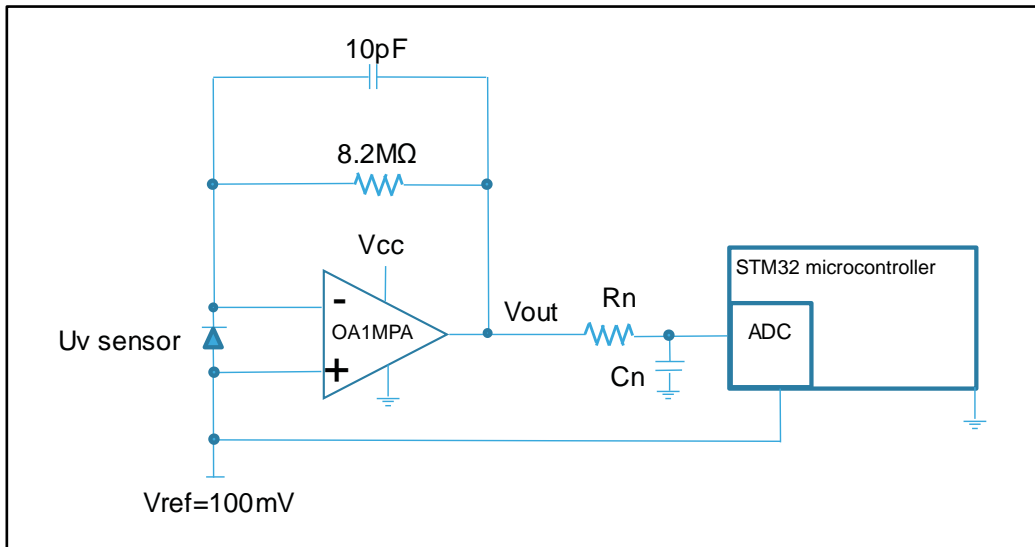 10pF
8.2MΩ
Vcc
STM32 microcontroller
-
OA1MPA
+
Uv sensor
Vout
Rn
ADC
Cn
Vref=100mV